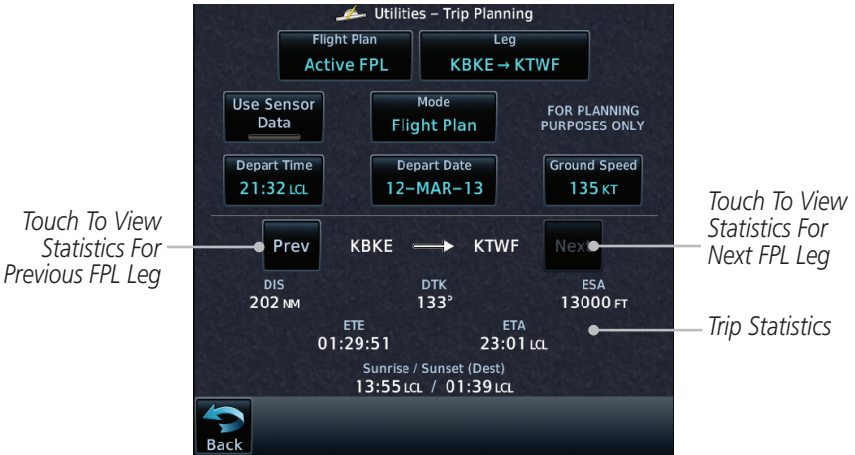 Utilities – Trip Planning
Flight Plan
Active FPL
Leg
KBKE → KTWF
Use Sensor
Data
Mode
Flight Plan
FOR PLANNING
PURPOSES ONLY
Depart Time
21:32 LCL
Depart Date
12–MAR–13
Ground Speed
135 KT
Touch To View
Statistics For
Previous FPL Leg
Prev
KBKE → KTWF
Next
Touch To View
Statistics For
Next FPL Leg
DIS
202 NM
DTK
133°
ESA
13000 FT
ETE
01:29:51
ETA
23:01 LCL
Trip Statistics
Sunrise / Sunset (Dest)
13:55 LCL / 01:39 LCL
Back